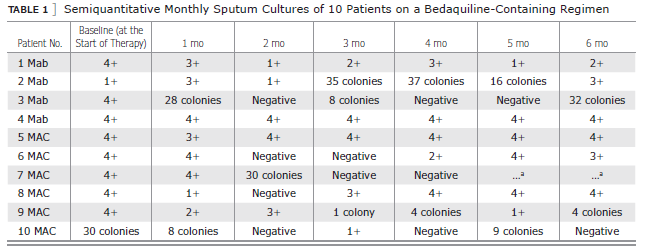 TABLE 1 ] Semiquantitative Monthly Sputum Cultures of 10 Patients on a Bedaquiline-Containing Regimen
Patient No. Baseline (at the Start of Therapy) 1 mo 2 mo 3 mo 4 mo 5 mo 6 mo
1 Mab 4+ 3+ 1+ 2+ 3+ 1+ 2+
2 Mab 1+ 3+ 1+ 35 colonies 37 colonies 16 colonies 3+
3 Mab 4+ 28 colonies Negative 8 colonies Negative Negative 32 colonies
4 Mab 4+ 4+ 4+ 4+ 4+ 4+ 4+
5 MAC 4+ 3+ 4+ 4+ 4+ 4+ 4+
6 MAC 4+ 4+ Negative Negative 2+ 4+ 3+
7 MAC 4+ 4+ 30 colonies Negative Negative ...a ...a
8 MAC 4+ 1+ Negative 3+ 4+ 4+ 4+
9 MAC 4+ 2+ 3+ 1 colony 4 colonies 1+ 4 colonies
10 MAC 30 colonies 8 colonies Negative 1+ Negative 9 colonies Negative